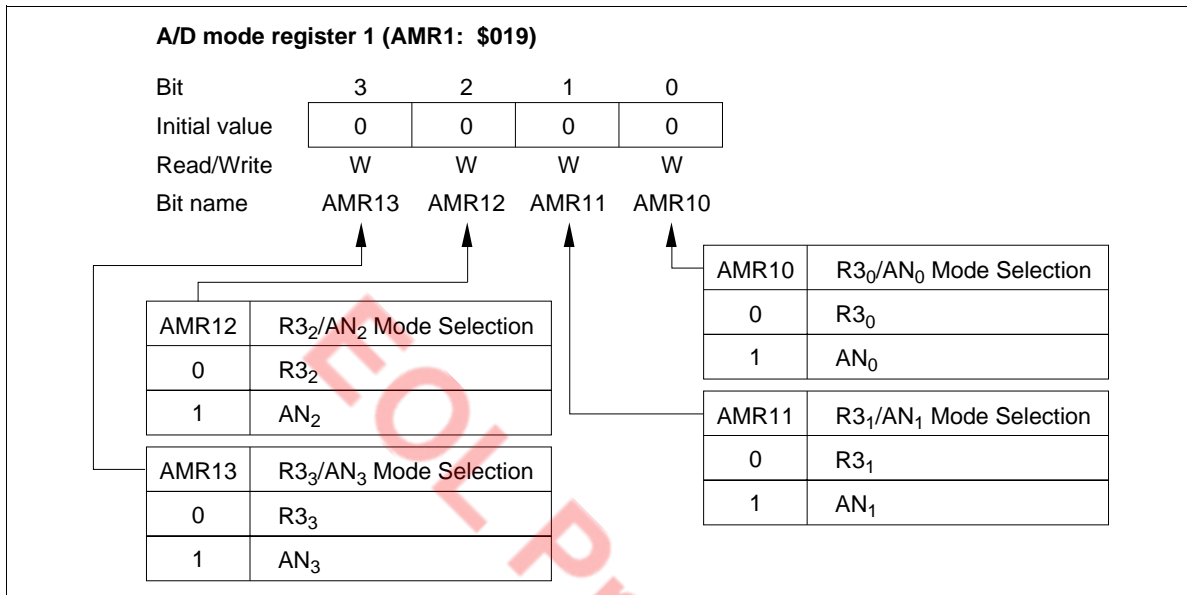 A/D mode register 1 (AMR1: $019)
Bit 3 2 1 0
Initial value 0 0 0 0
Read/Write W W W W
Bit name AMR13 AMR12 AMR11 AMR10
AMR12 R3₂/AN₂ Mode Selection
0 R3₂
1 AN₂
AMR13 R3₃/AN₃ Mode Selection
0 R3₃
1 AN₃
AMR10 R3₀/AN₀ Mode Selection
0 R3₀
1 AN₀
AMR11 R3₁/AN₁ Mode Selection
0 R3₁
1 AN₁
EOL